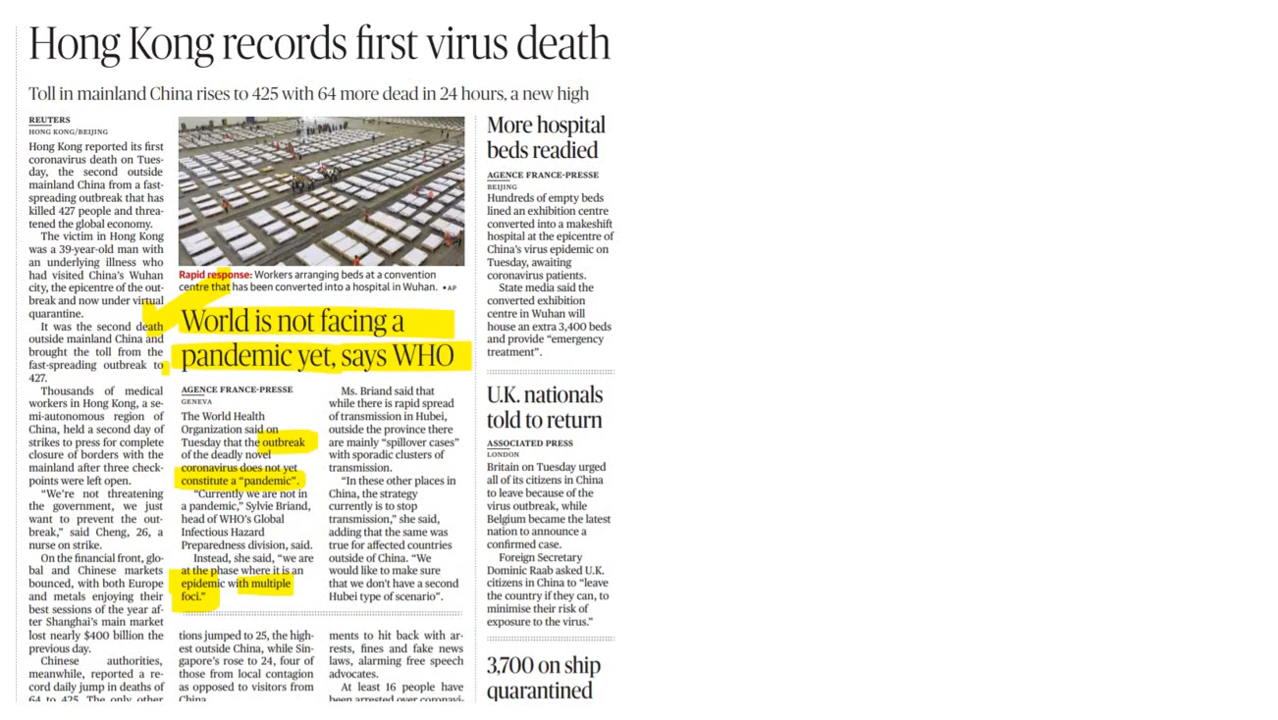 Hong Kong records first virus death
Toll in mainland China rises to 425 with 64 more dead in 24 hours, a new high
REUTERS
HONG KONG/BEIJING
Hong Kong reported its first
coronavirus death on Tues-
day, the second outside
mainland China from a fast-
spreading outbreak that has
killed 427 people and threa-
tened the global economy.
The victim in Hong Kong
was a 39-year-old man with
an underlying illness who
had visited China's Wuhan
city, the epicentre of the out-
break and now under virtual
quarantine.
It was the second death
outside mainland China and
brought the toll from the
fast-spreading outbreak to
427.
Thousands of medical
workers in Hong Kong, a se-
mi-autonomous region of
China, held a second day of
strikes to press for complete
closure of borders with the
mainland after three check-
points were left open.
"We're not threatening
the government, we just
want to prevent the out-
break," said Cheng, 26, a
nurse on strike.
On the financial front, glo-
bal and Chinese markets
bounced, with both Europe
and metals enjoying their
best sessions of the year af-
ter Shanghai's main market
lost nearly $400 billion the
previous day.
Chinese authorities,
meanwhile, reported a re-
cord daily jump in deaths of
64 to 425. The only other
Rapid response: Workers arranging beds at a convention
centre that has been converted into a hospital in Wuhan. •AP
World is not facing a
pandemic yet, says WHO
AGENCE FRANCE-PRESSE
GENEVA
The World Health
Organization said on
Tuesday that the outbreak
of the deadly novel
coronavirus does not yet
constitute a "pandemic".
"Currently we are not in
a pandemic," Sylvie Briand,
head of WHO's Global
Infectious Hazard
Preparedness division, said.
Instead, she said, "we are
at the phase where it is an
epidemic with multiple
foci."
Ms. Briand said that
while there is rapid spread
of transmission in Hubei,
outside the province there
are mainly "spillover cases"
with sporadic clusters of
transmission.
"In these other places in
China, the strategy
currently is to stop
transmission," she said,
adding that the same was
true for affected countries
outside of China. "We
would like to make sure
that we don't have a second
Hubei type of scenario".
tions jumped to 25, the high-
est outside China, while Sin-
gapore's rose to 24, four of
those from local contagion
as opposed to visitors from
China.
ments to hit back with ar-
rests, fines and fake news
laws, alarming free speech
advocates.
At least 16 people have
been arrested over coronavi-
More hospital
beds readied
AGENCE FRANCE-PRESSE
BEIJING
Hundreds of empty beds
lined an exhibition centre
converted into a makeshift
hospital at the epicentre of
China's virus epidemic on
Tuesday, awaiting
coronavirus patients.
State media said the
converted exhibition
centre in Wuhan will
house an extra 3,400 beds
and provide "emergency
treatment".
U.K. nationals
told to return
ASSOCIATED PRESS
LONDON
Britain on Tuesday urged
all of its citizens in China
to leave because of the
virus outbreak, while
Belgium became the latest
nation to announce a
confirmed case.
Foreign Secretary
Dominic Raab asked U.K.
citizens in China to "leave
the country if they can, to
minimise their risk of
exposure to the virus."
3,700 on ship
quarantined